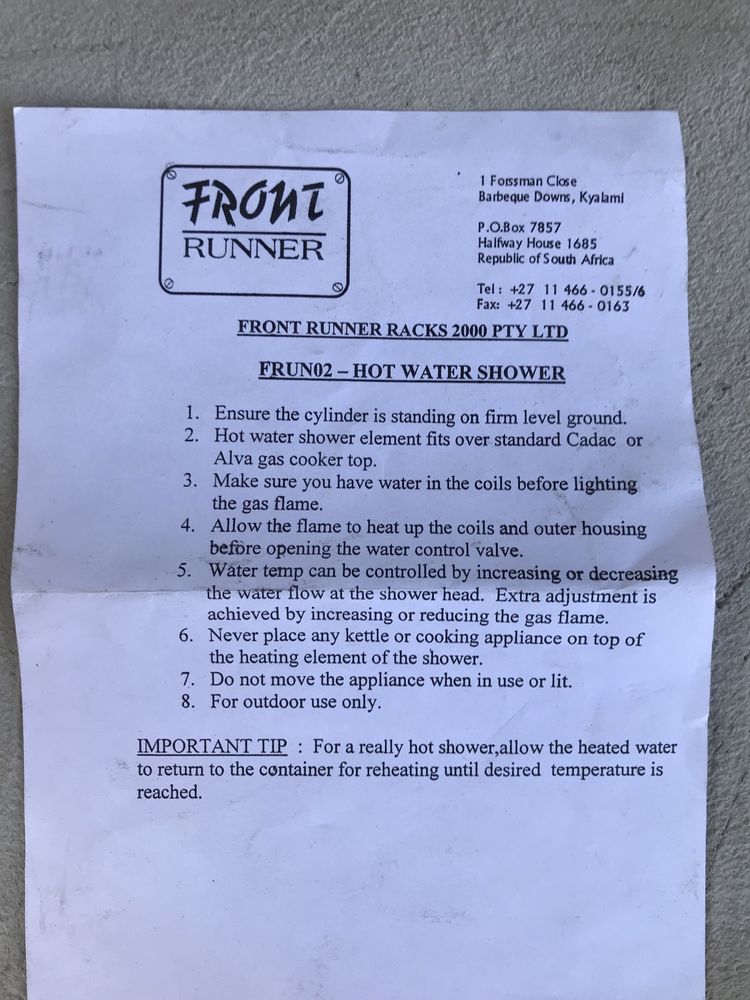 FRONT
RUNNER
1 Forssman Close
Barbeque Downs, Kyalami
P.O.Box 7857
Halfway House 1685
Republic of South Africa
Tel : +27 11 466 - 0155/6
Fax: +27 11 466 - 0163
FRONT RUNNER RACKS 2000 PTY LTD
FRUN02 – HOT WATER SHOWER
1. Ensure the cylinder is standing on firm level ground.
2. Hot water shower element fits over standard Cadac or
Alva gas cooker top.
3. Make sure you have water in the coils before lighting
the gas flame.
4. Allow the flame to heat up the coils and outer housing
before opening the water control valve.
5. Water temp can be controlled by increasing or decreasing
the water flow at the shower head. Extra adjustment is
achieved by increasing or reducing the gas flame.
6. Never place any kettle or cooking appliance on top of
the heating element of the shower.
7. Do not move the appliance when in use or lit.
8. For outdoor use only.
IMPORTANT TIP : For a really hot shower,allow the heated water
to return to the container for reheating until desired temperature is
reached.